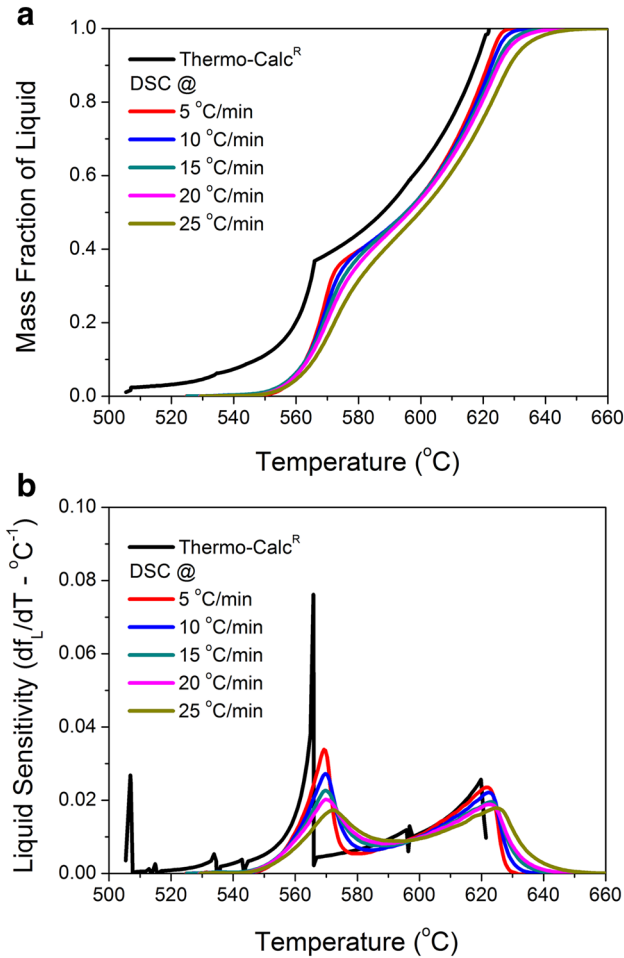 a
Mass Fraction of Liquid
1.0
0.8
0.6
0.4
0.2
0.0
Thermo-Calcᴿ
DSC @
5 °C/min
10 °C/min
15 °C/min
20 °C/min
25 °C/min
500 520 540 560 580 600 620 640 660
Temperature (°C)
b
Liquid Sensitivity (df_L/dT - °C⁻¹)
0.10
0.08
0.06
0.04
0.02
0.00
Thermo-Calcᴿ
DSC @
5 °C/min
10 °C/min
15 °C/min
20 °C/min
25 °C/min
500 520 540 560 580 600 620 640 660
Temperature (°C)